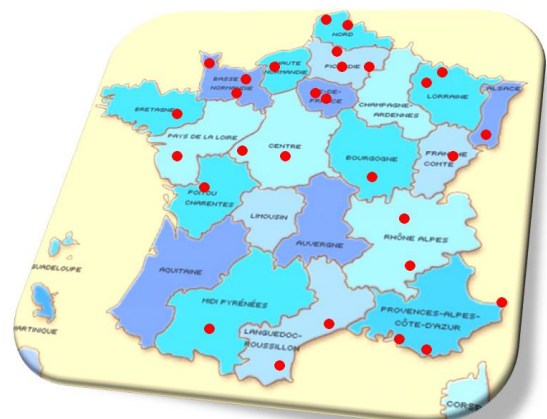 NORD
HAUTE
NORMANDIE
PICARDIE
BASSE
NORMANDIE
ILE-DE-
FRANCE
CHAMPAGNE-
ARDENNES
LORRAINE
ALSACE
BRETAGNE
PAYS DE LA LOIRE
CENTRE
BOURGOGNE
FRANCHE
COMTE
POITOU
CHARENTES
LIMOUSIN
AUVERGNE
RHÔNE ALPES
AQUITAINE
MIDI PYRÉNÉES
LANGUEDOC-
ROUSSILLON
PROVENCES-ALPES-
CÔTE-D'AZUR
GUADELOUPE
MARTINIQUE
CORSE